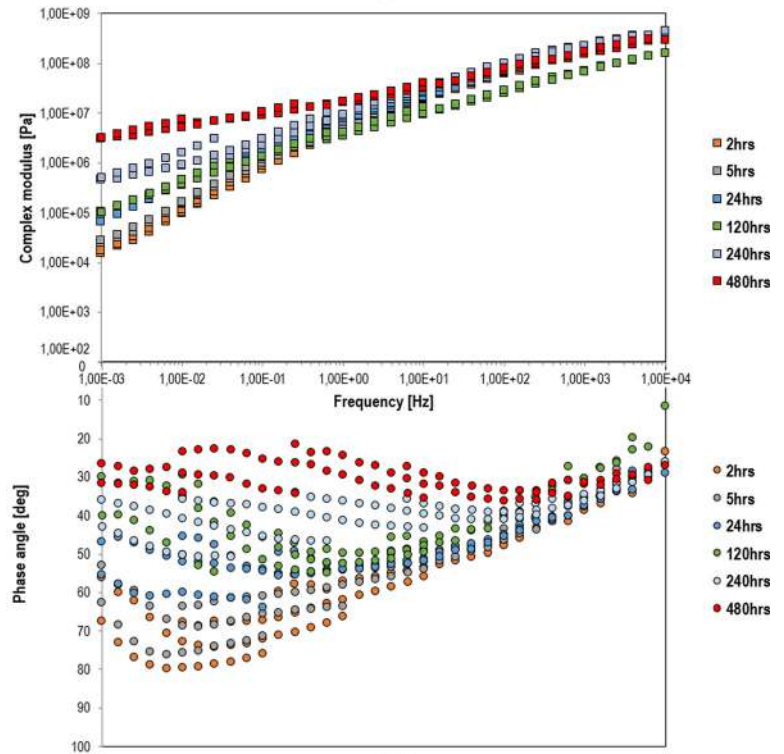 1,00E+09
1,00E+08
1,00E+07
1,00E+06
1,00E+05
1,00E+04
1,00E+03
1,00E+02
Complex modulus [Pa]
2hrs
5hrs
24hrs
120hrs
240hrs
480hrs
0
1,00E-03 1,00E-02 1,00E-01 1,00E+00 1,00E+01 1,00E+02 1,00E+03 1,00E+04
Frequency [Hz]
10
20
30
40
50
60
70
80
90
100
Phase angle [deg]
2hrs
5hrs
24hrs
120hrs
240hrs
480hrs